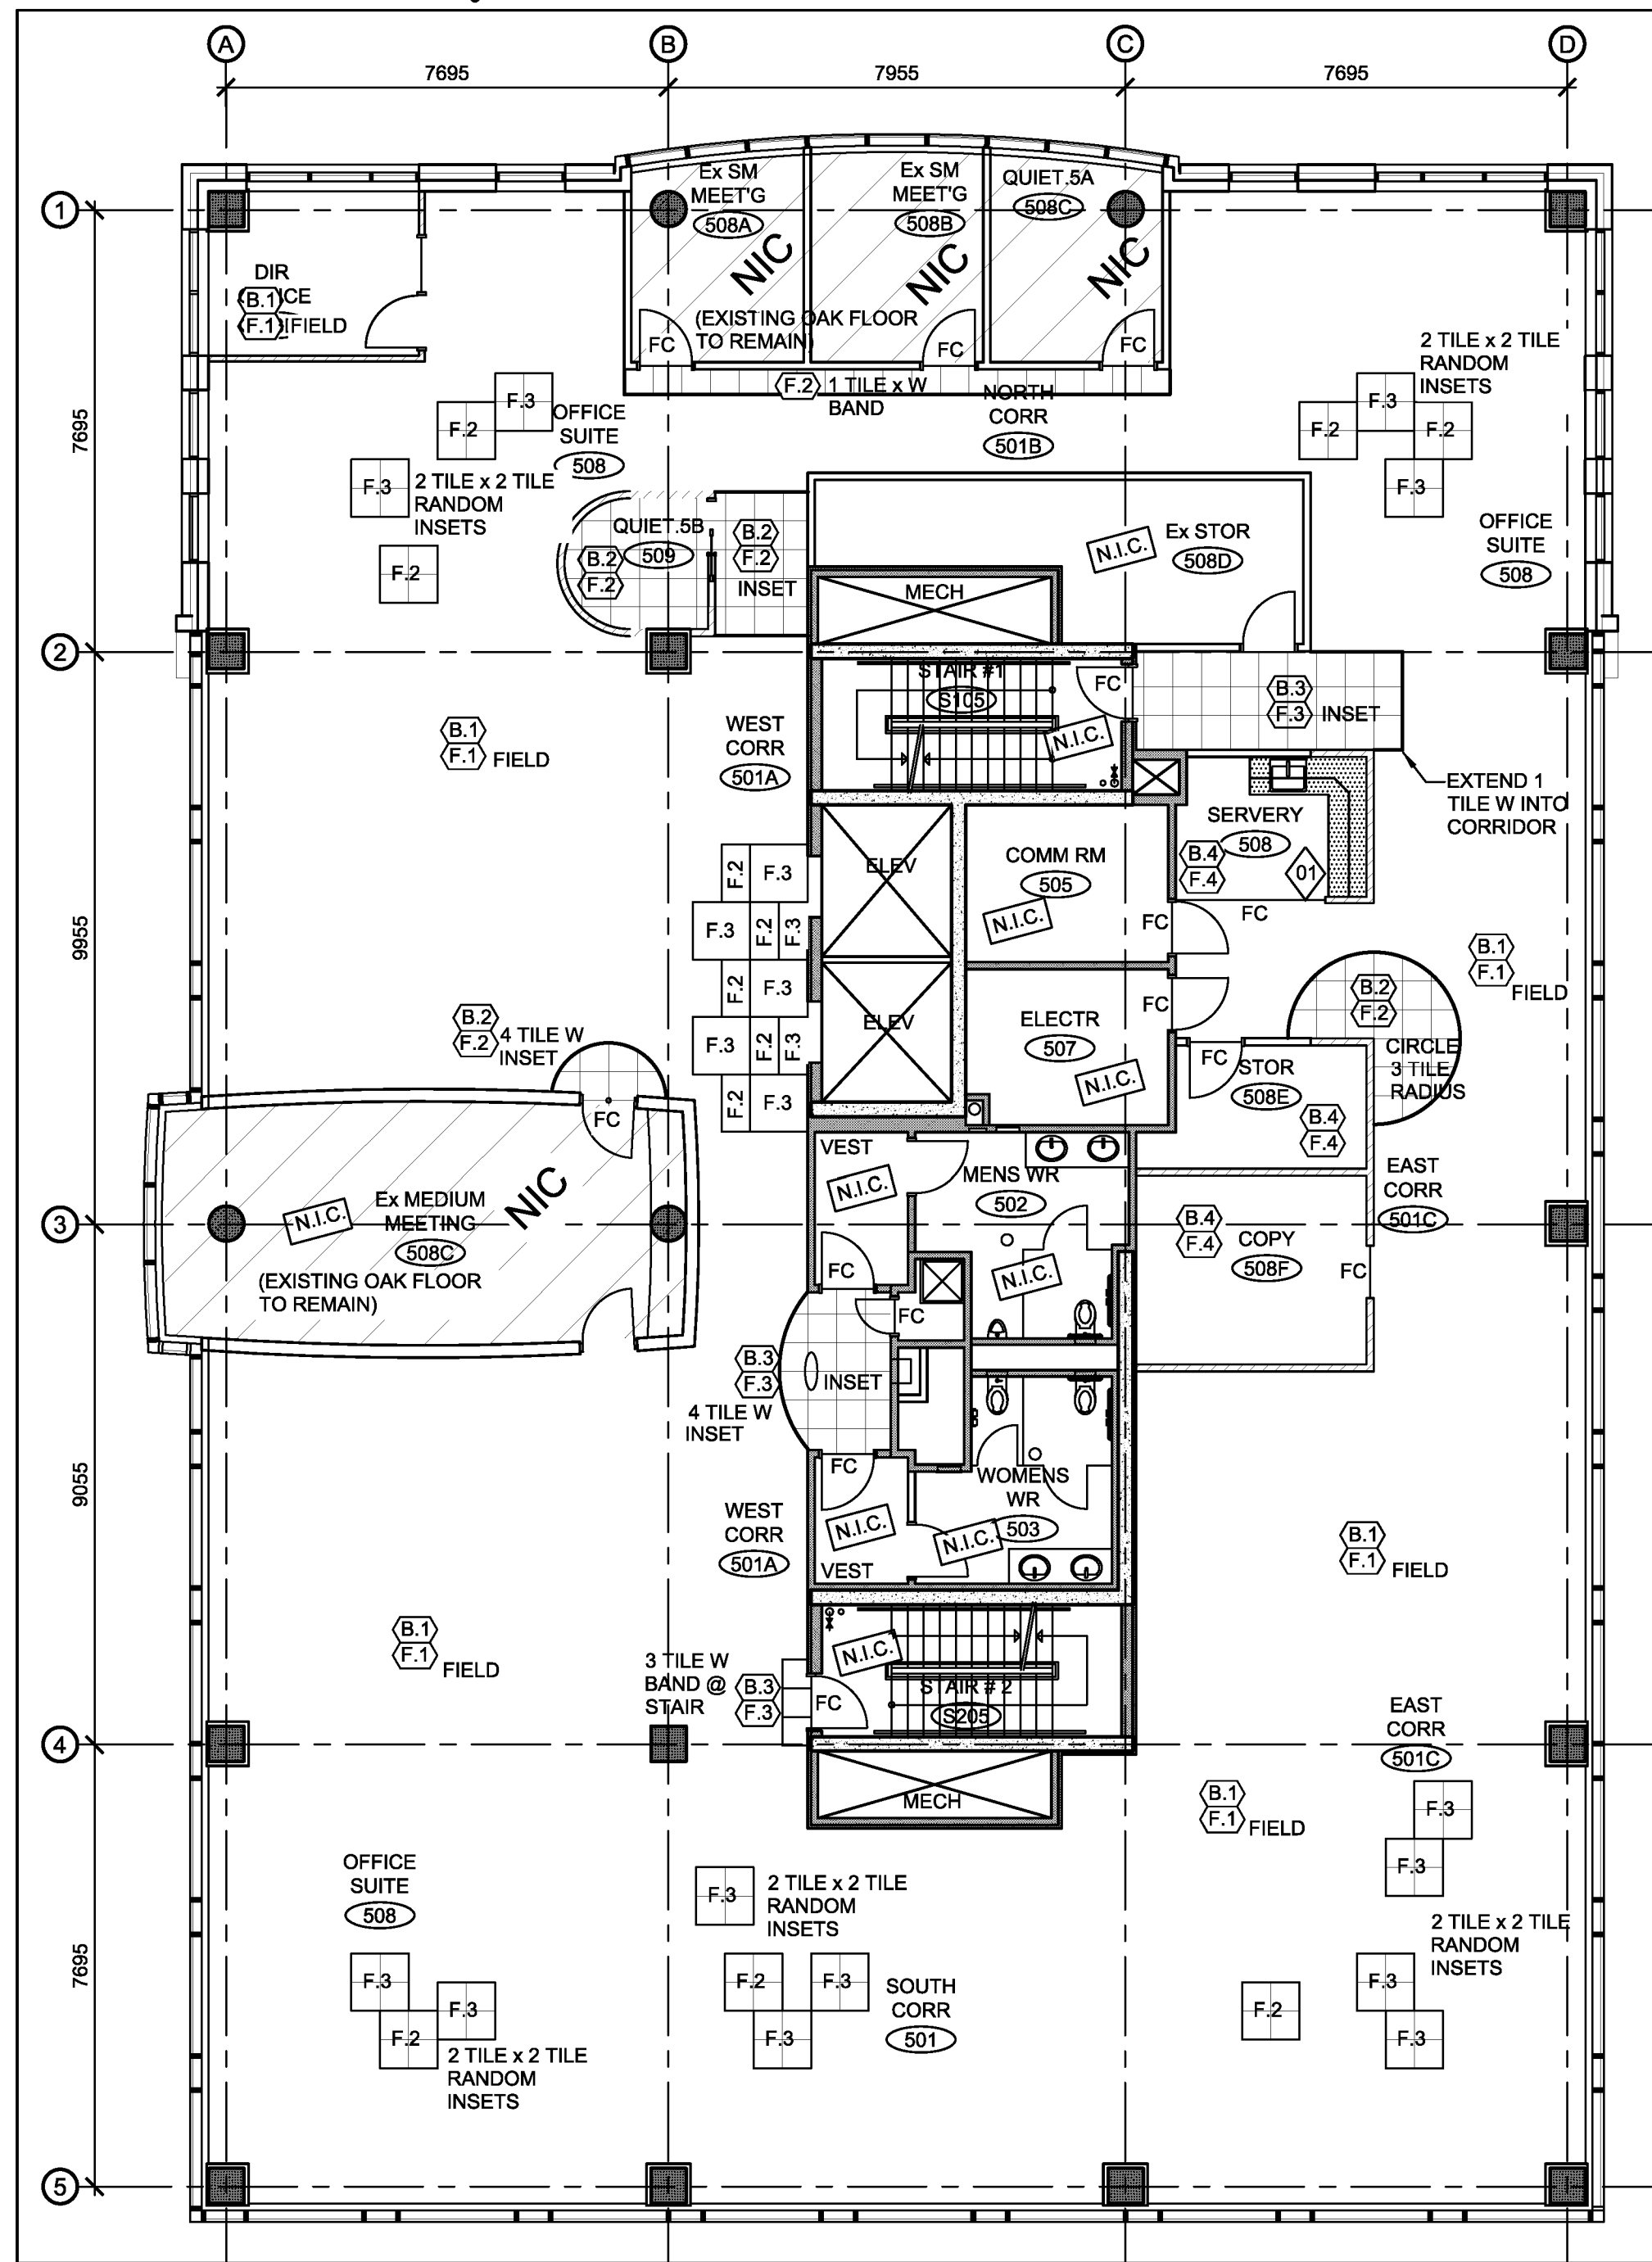 A
B
C
D
7695
7955
7695
1
2
3
4
5
7695
9955
9055
7695
Ex SM
MEET'G
508A
NIC
Ex SM
MEET'G
508B
NIC
QUIET.5A
508C
NIC
(EXISTING OAK FLOOR
TO REMAIN)
FC
FC
FC
DIR
B.1
F.1
F.2
1 TILE x W
BAND
NORTH
CORR
501B
F.3
F.2
F.3
F.2
OFFICE
SUITE
508
2 TILE x 2 TILE
RANDOM
INSETS
2 TILE x 2 TILE
RANDOM
INSETS
F.3
F.2
F.2
F.3
OFFICE
SUITE
508
QUIET.5B
509
B.2
F.2
B.2
F.2
INSET
Ex STOR
508D
N.I.C.
MECH
STAIR #1
S105
FC
N.I.C.
B.3
F.3
INSET
EXTEND 1
TILE W INTO
CORRIDOR
B.1
F.1
FIELD
WEST
CORR
501A
SERVERY
508
B.4
F.4
01
FC
ELEV
COMM RM
505
N.I.C.
FC
F.2
F.3
F.3
F.2
F.3
F.2
F.3
F.3
F.2
F.3
F.2
F.3
ELEV
ELECTR
507
N.I.C.
FC
B.1
F.1
FIELD
B.2
F.2
CIRCLE
3 TILE
RADIUS
FC
STOR
508E
B.4
F.4
B.2
F.2
4 TILE W
INSET
FC
Ex MEDIUM
MEETING
508C
N.I.C.
NIC
(EXISTING OAK FLOOR
TO REMAIN)
VEST
N.I.C.
FC
MENS WR
502
N.I.C.
FC
EAST
CORR
501C
B.4
F.4
COPY
508F
FC
B.3
F.3
INSET
4 TILE W
INSET
FC
N.I.C.
VEST
WOMENS
WR
503
N.I.C.
WEST
CORR
501A
B.1
F.1
FIELD
B.1
F.1
FIELD
3 TILE W
BAND @
STAIR
B.3
F.3
FC
N.I.C.
STAIR # 2
S205
MECH
EAST
CORR
501C
B.1
F.1
FIELD
F.3
F.3
2 TILE x 2 TILE
RANDOM
INSETS
F.3
F.3
F.2
OFFICE
SUITE
508
F.3
F.3
F.2
2 TILE x 2 TILE
RANDOM
INSETS
F.3
2 TILE x 2 TILE
RANDOM
INSETS
F.2
F.3
F.3
SOUTH
CORR
501